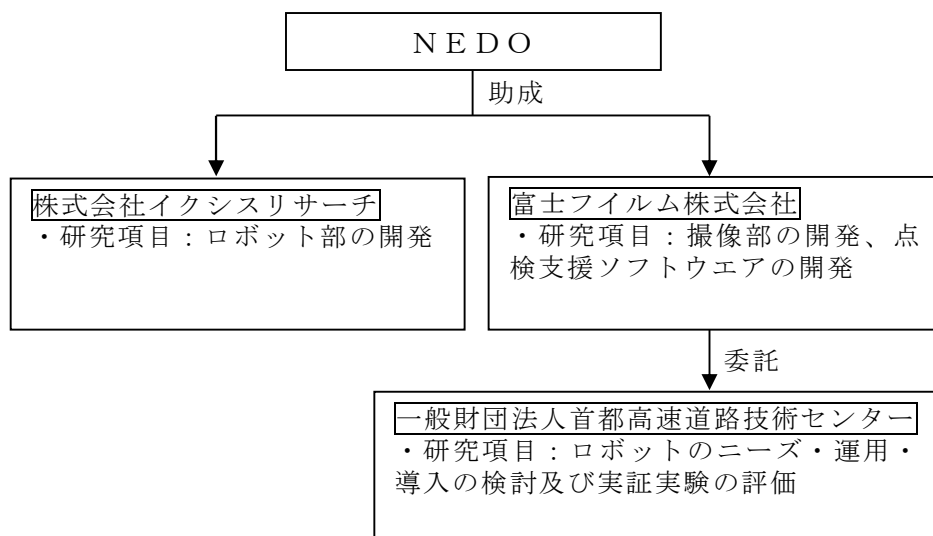 ＮＥＤＯ
助成
株式会社イクシスリサーチ
・研究項目：ロボット部の開発
富士フイルム株式会社
・研究項目：撮像部の開発、点
検支援ソフトウエアの開発
委託
一般財団法人首都高速道路技術センター
・研究項目：ロボットのニーズ・運用・
導入の検討及び実証実験の評価